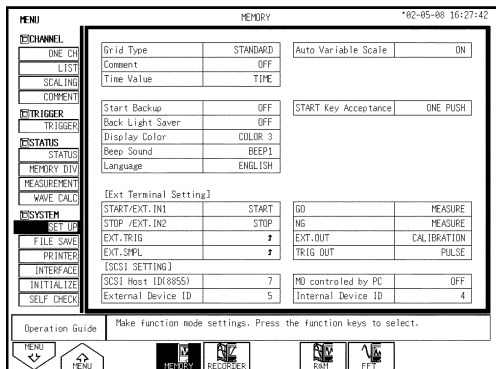 MENU
MEMORY
'02-05-08 16:27:42
CHANNEL
ONE CH
LIST
SCALING
COMMENT
TRIGGER
TRIGGER
STATUS
STATUS
MEMORY DIV
MEASUREMENT
WAVE CALC
SYSTEM
SET UP
FILE SAVE
PRINTER
INTERFACE
INITIALIZE
SELF CHECK
Grid Type STANDARD Auto Variable Scale ON
Comment OFF
Time Value TIME
Start Backup OFF START Key Acceptance ONE PUSH
Back Light Saver OFF
Display Color COLOR 3
Beep Sound BEEP1
Language ENGLISH
[Ext Terminal Setting]
START/EXT.IN1 START GO MEASURE
STOP /EXT.IN2 STOP NG MEASURE
EXT.TRIG EXT.OUT CALIBRATION
EXT.SMPL TRIG OUT PULSE
[SCSI SETTING]
SCSI Host ID(8855) 7 MO controled by PC OFF
External Device ID 5 Internal Device ID 4
Operation Guide Make function mode settings. Press the function keys to select.
MENU MENU MEMORY RECORDER R&M FFT